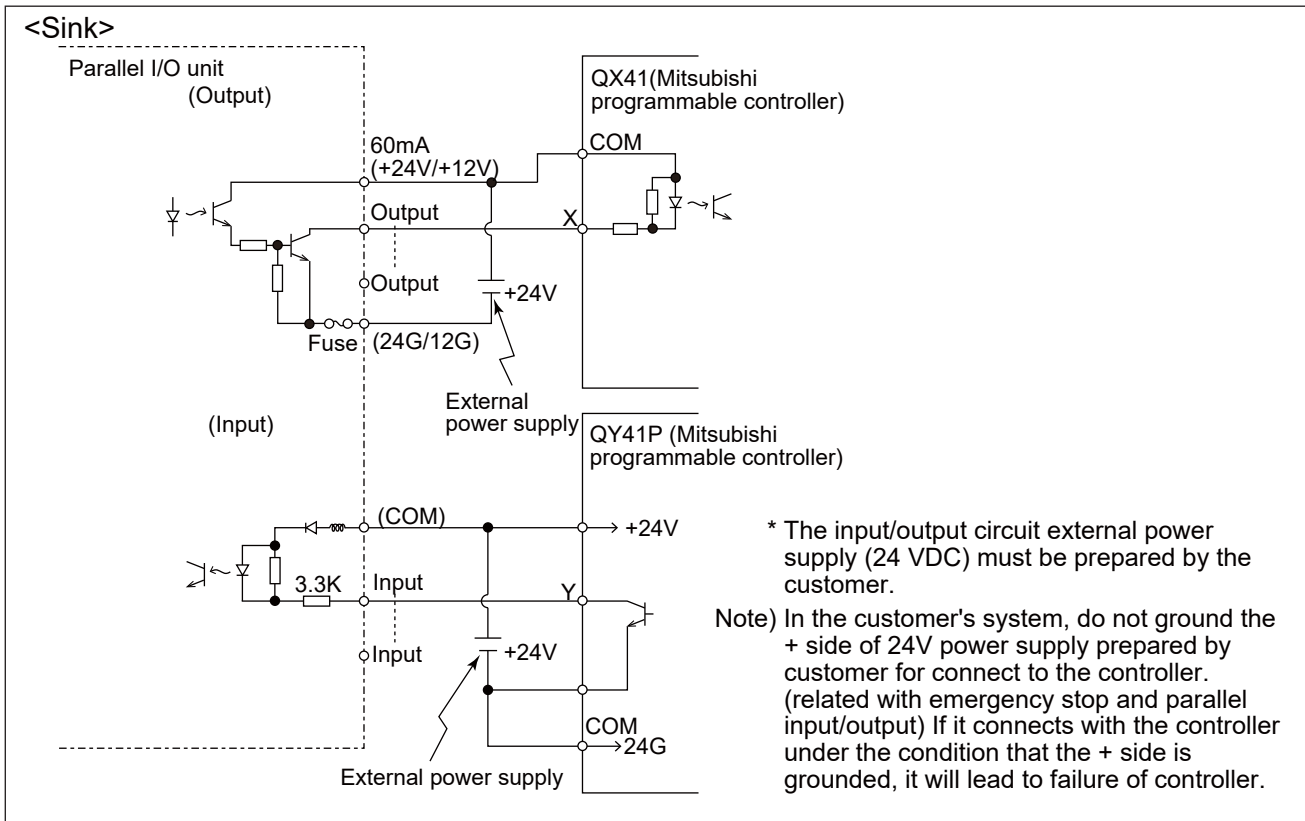 <Sink>
Parallel I/O unit
(Output)
QX41(Mitsubishi
programmable controller)
60mA
(+24V/+12V)
COM
Output
X
Output
+24V
Fuse
(24G/12G)
External
power supply
(Input)
QY41P (Mitsubishi
programmable controller)
(COM)
+24V
3.3K
Input
Y
Input
+24V
COM
24G
External power supply
* The input/output circuit external power
supply (24 VDC) must be prepared by the
customer.
Note) In the customer's system, do not ground the
+ side of 24V power supply prepared by
customer for connect to the controller.
(related with emergency stop and parallel
input/output) If it connects with the controller
under the condition that the + side is
grounded, it will lead to failure of controller.